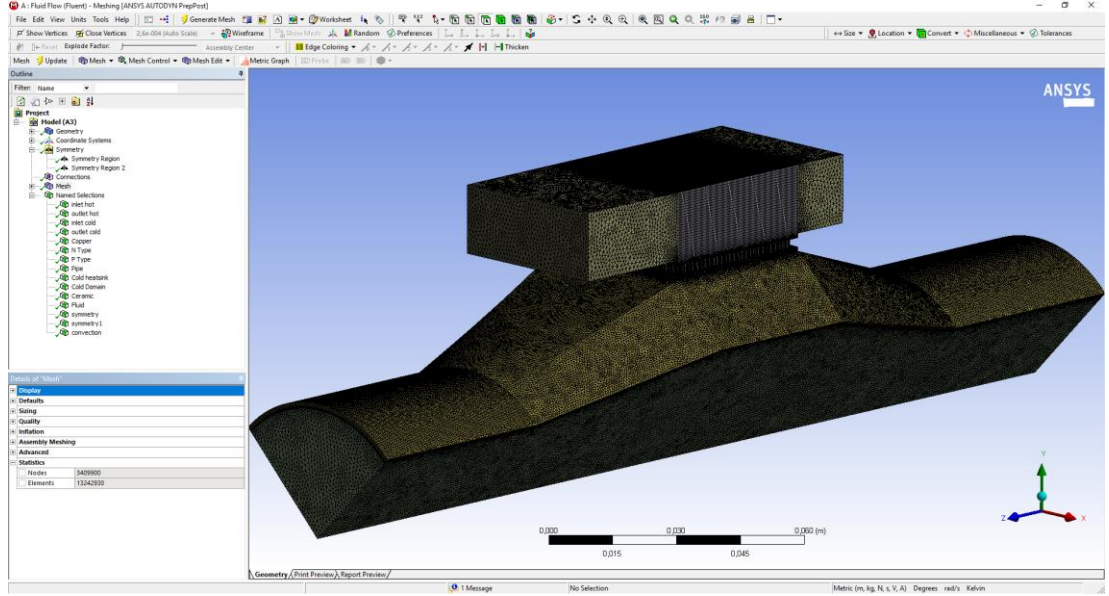 A : Fluid Flow (Fluent) - Meshing [ANSYS AUTODYN PrepPost]
File Edit View Units Tools Help Generate Mesh Worksheet
Show Vertices Close Vertices 2,6e-004 (Auto Scale) Wireframe Show Mesh Random Preferences Size Location Convert Miscellaneous Tolerances
Reset Explode Factor: Assembly Center Edge Coloring Thicken
Mesh Update Mesh Mesh Control Mesh Edit Metric Graph Probe
Outline
Filter: Name
Project
Model (A3)
Geometry
Coordinate Systems
Symmetry
Symmetry Region
Symmetry Region 2
Connections
Mesh
Named Selections
inlet hot
outlet hot
inlet cold
outlet cold
Copper
N Type
P Type
Pipe
Cold heatsink
Cold Domain
Ceramic
Fluid
symmetry
symmetry1
convection
Details of "Mesh"
Display
Defaults
Sizing
Quality
Inflation
Assembly Meshing
Advanced
Statistics
Nodes 5409900
Elements 13242930
ANSYS
Y
Z X
0,000 0,030 0,060 (m)
0,015 0,045
Geometry Print Preview Report Preview
1 Message No Selection Metric (m, kg, N, s, V, A) Degrees rad/s Kelvin